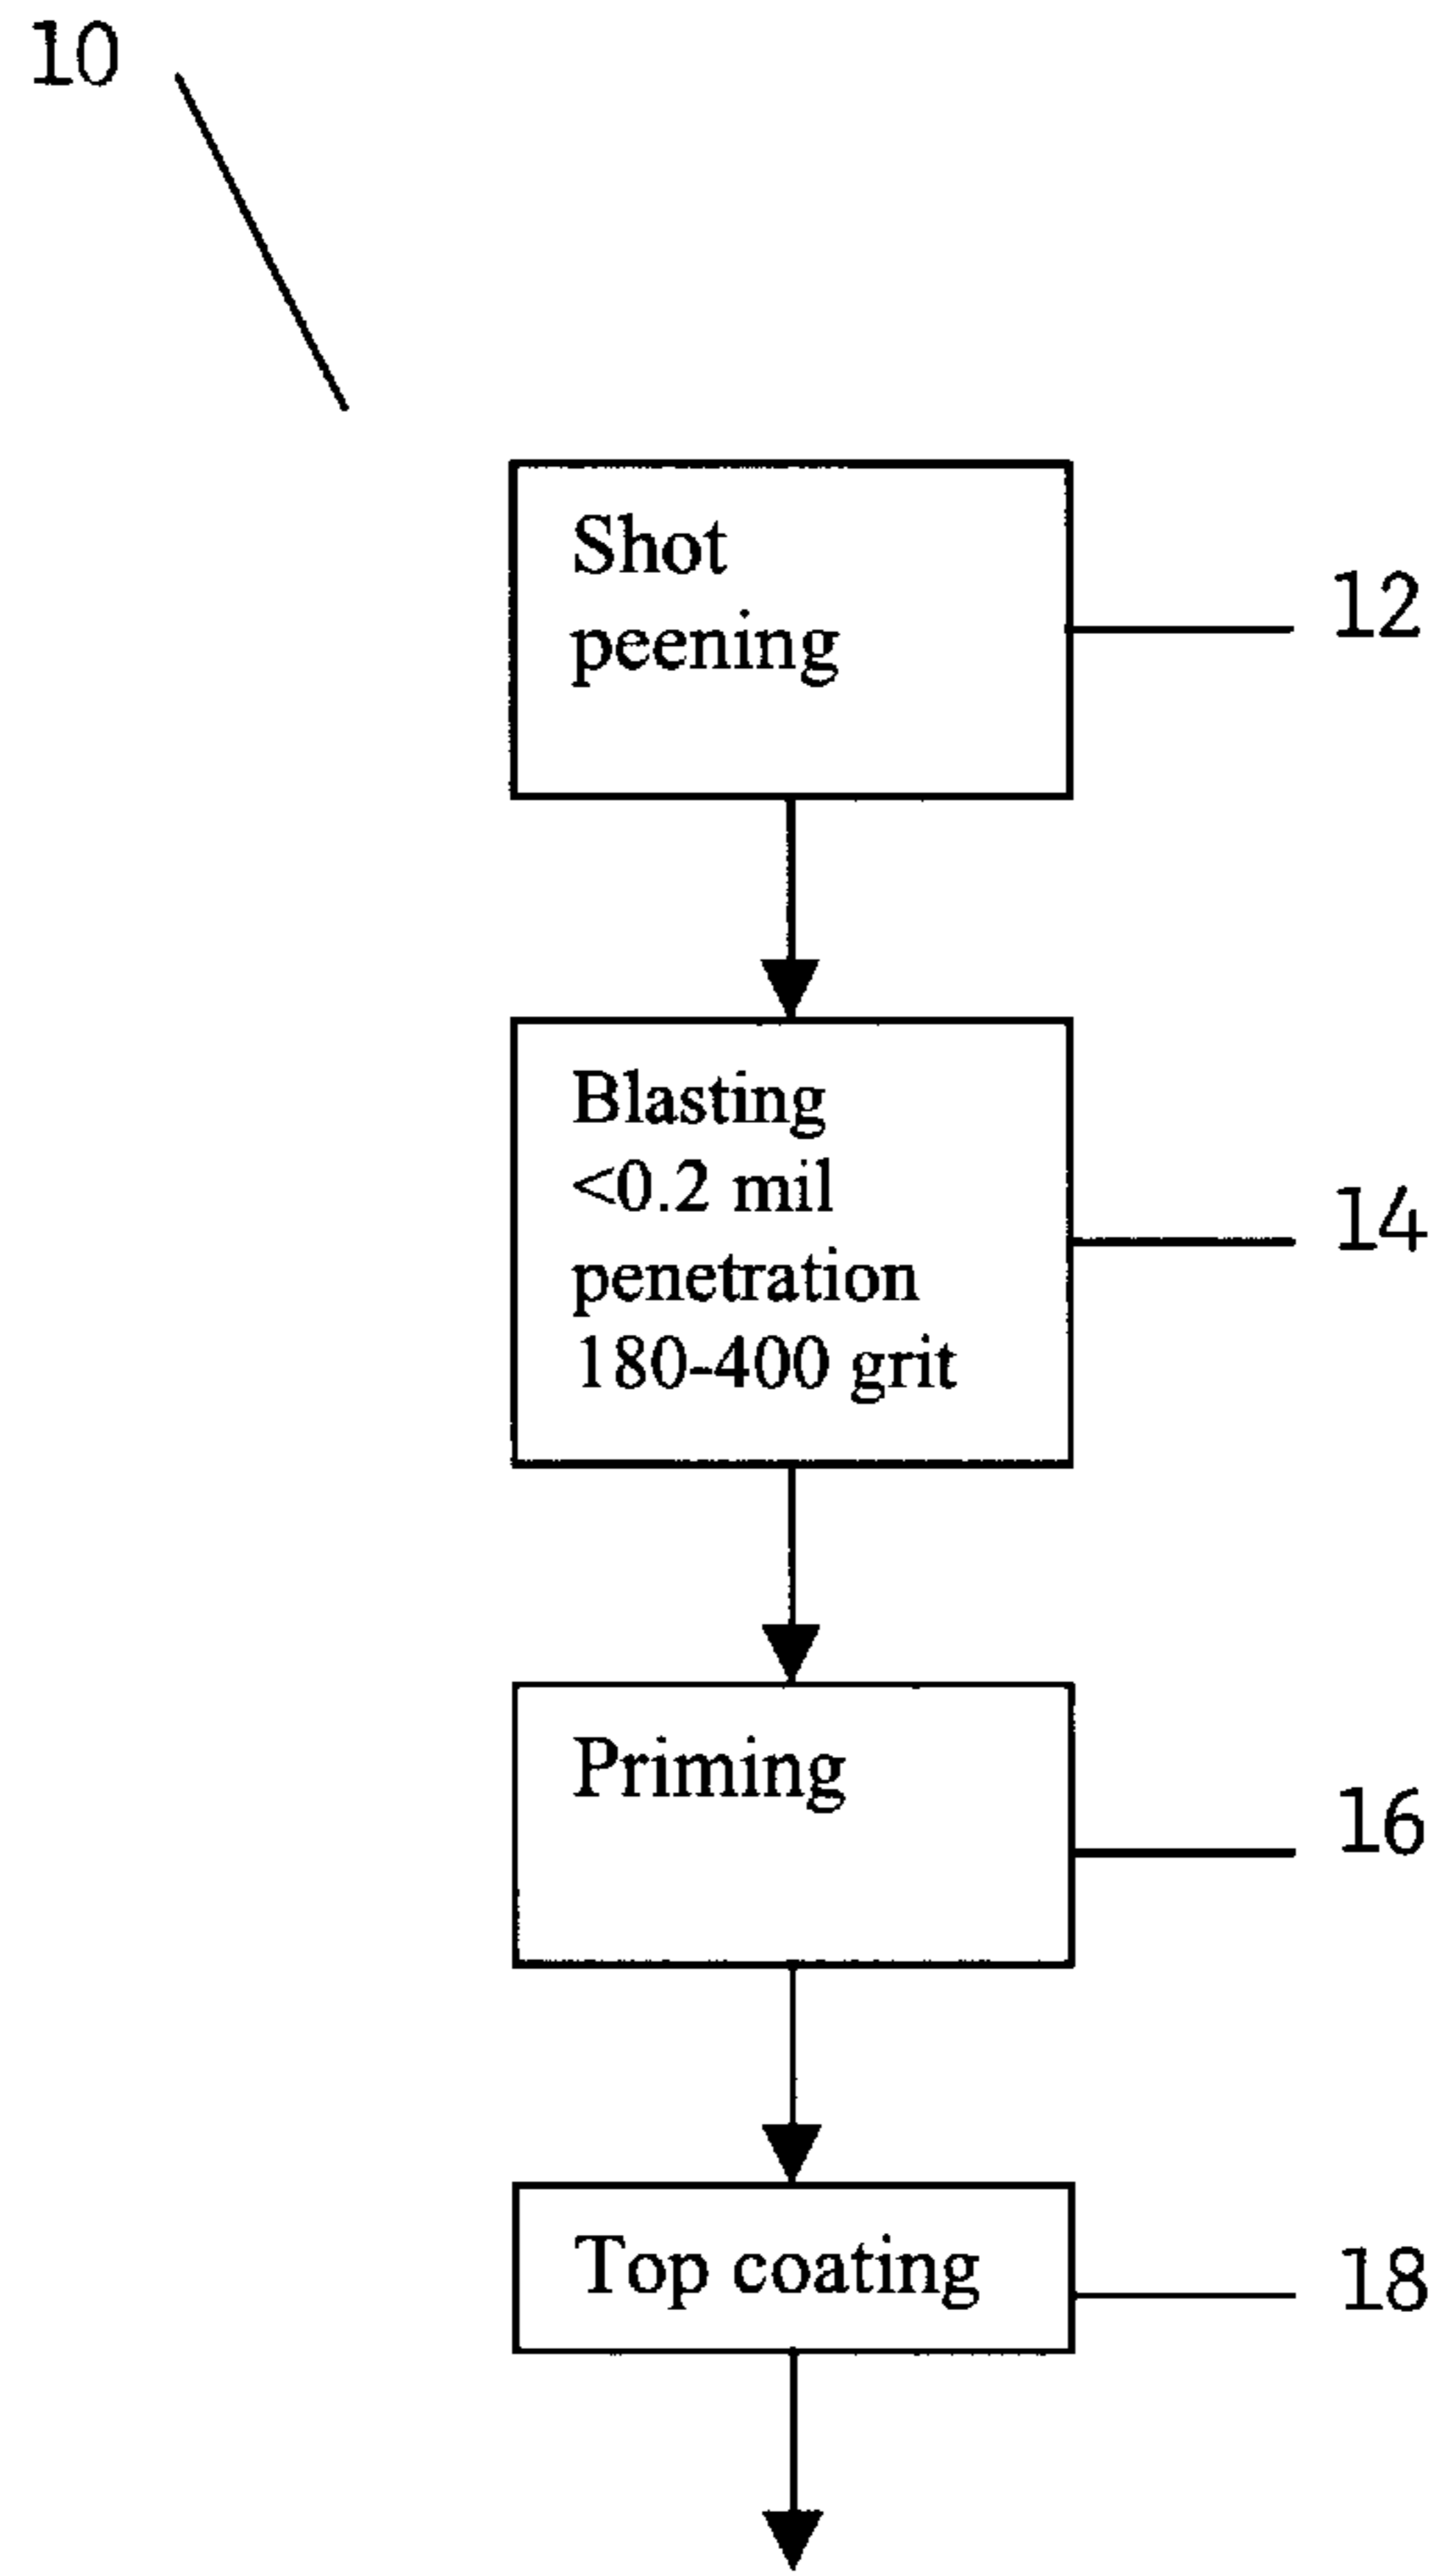 10
Shot
peening
12
Blasting
<0.2 mil
penetration
180-400 grit
14
Priming
16
Top coating
18